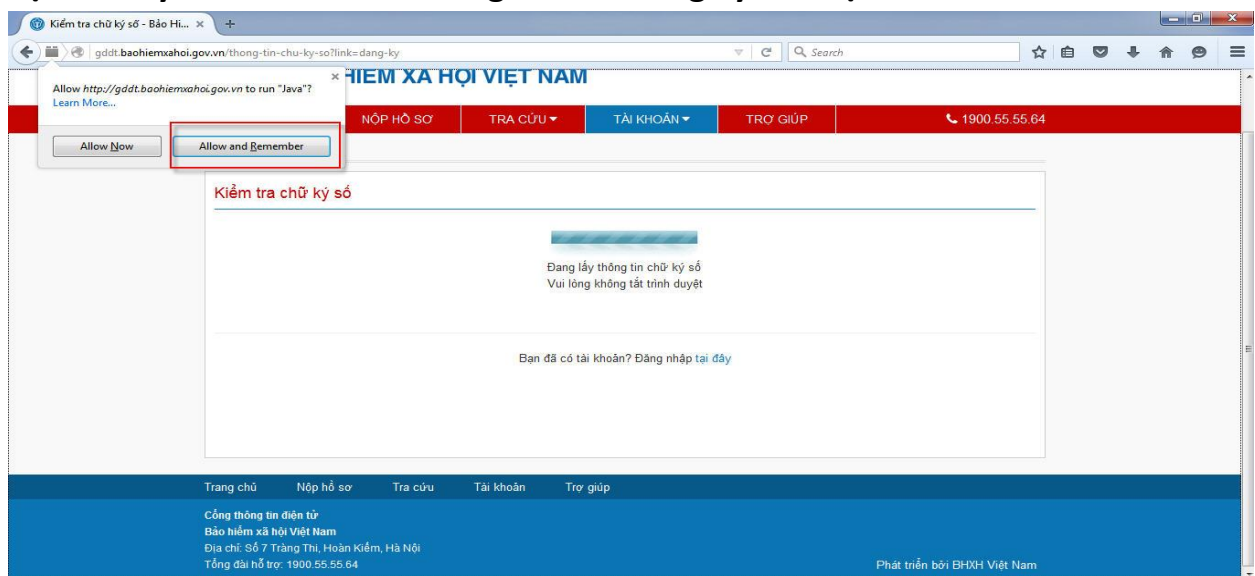 Kiểm tra chữ ký số - Bảo Hi... × +
gddt.baohiemxahoi.gov.vn/thong-tin-chu-ky-so?link=dang-ky
Search
HIỂM XÃ HỘI VIỆT NAM
Allow http://gddt.baohiemxahoi.gov.vn to run "Java"?
Learn More...
Allow Now Allow and Remember
NỘP HỒ SƠ TRA CỨU TÀI KHOẢN TRỢ GIÚP 1900.55.55.64
Kiểm tra chữ ký số
Đang lấy thông tin chữ ký số
Vui lòng không tắt trình duyệt
Bạn đã có tài khoản? Đăng nhập tại đây
Trang chủ Nộp hồ sơ Tra cứu Tài khoản Trợ giúp
Cổng thông tin điện tử
Bảo hiểm xã hội Việt Nam
Địa chỉ: Số 7 Tràng Thi, Hoàn Kiếm, Hà Nội
Tổng đài hỗ trợ: 1900.55.55.64
Phát triển bởi BHXH Việt Nam